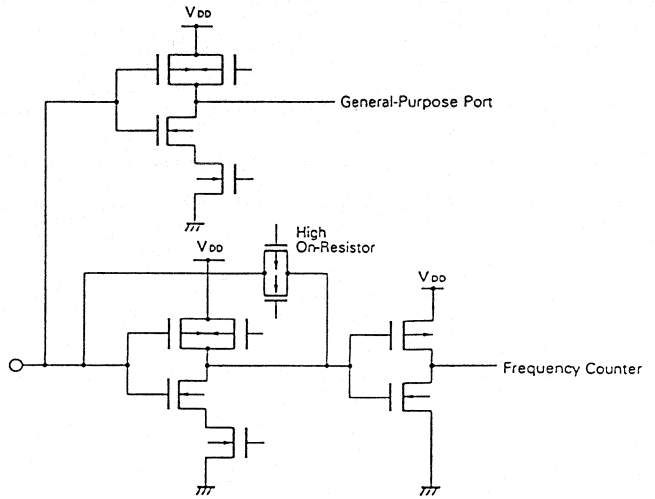 VDD
General-Purpose Port
High
On-Resistor
VDD
VDD
Frequency Counter